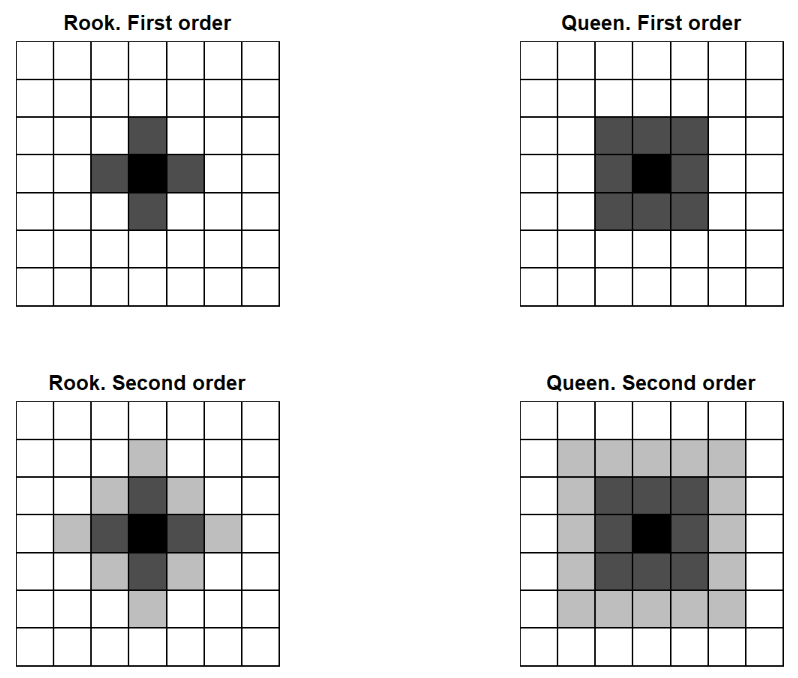 Rook. First order
Queen. First order
Rook. Second order
Queen. Second order